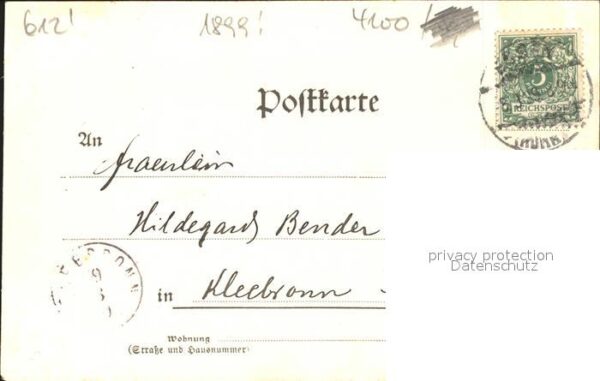 612! 1899! 4100
5
REICHSPOST
Postkarte
An
Fraeulein
Hildegard Bender
privacy protection
Datenschutz
in Kleebronn
Wohnung
(Straße und Hausnummer)